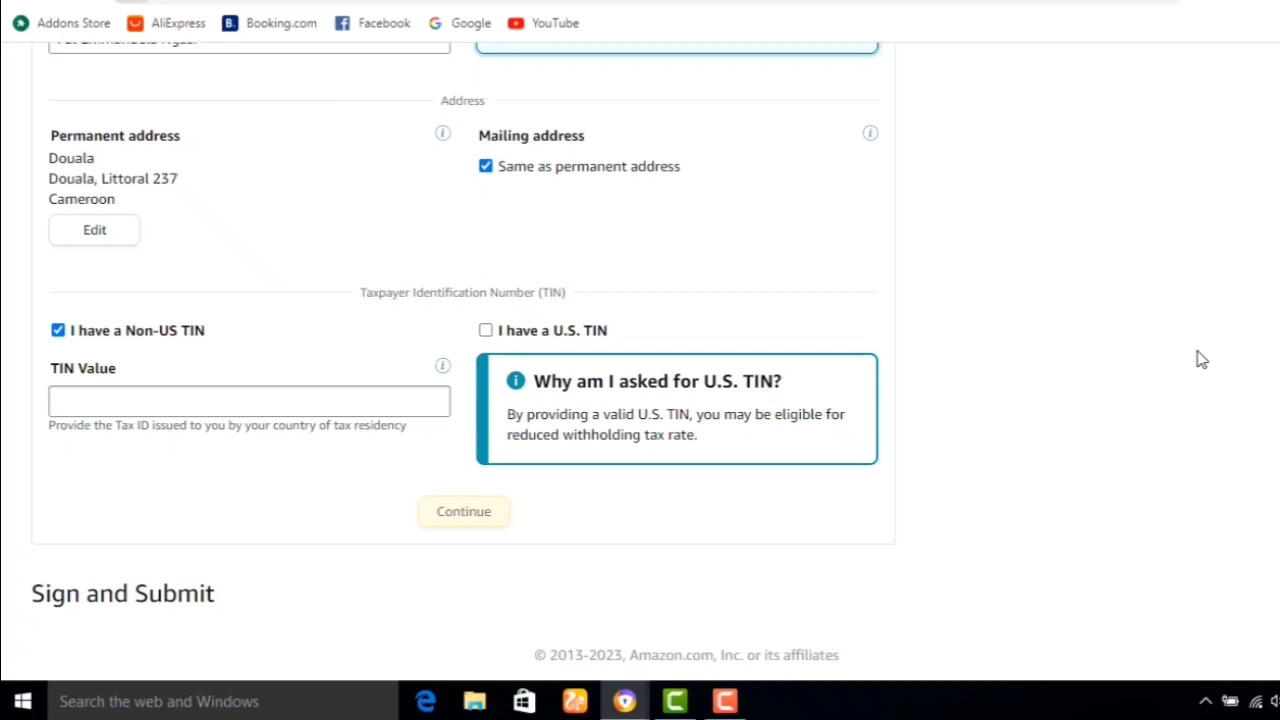 Addons Store AliExpress Booking.com Facebook Google YouTube
Address
Permanent address
Mailing address
Douala
Same as permanent address
Douala, Littoral 237
Cameroon
Edit
Taxpayer Identification Number (TIN)
I have a Non-US TIN
I have a U.S. TIN
TIN Value
Why am I asked for U.S. TIN?
By providing a valid U.S. TIN, you may be eligible for
reduced withholding tax rate.
Provide the Tax ID issued to you by your country of tax residency
Continue
Sign and Submit
© 2013-2023, Amazon.com, Inc. or its affiliates
Search the web and Windows